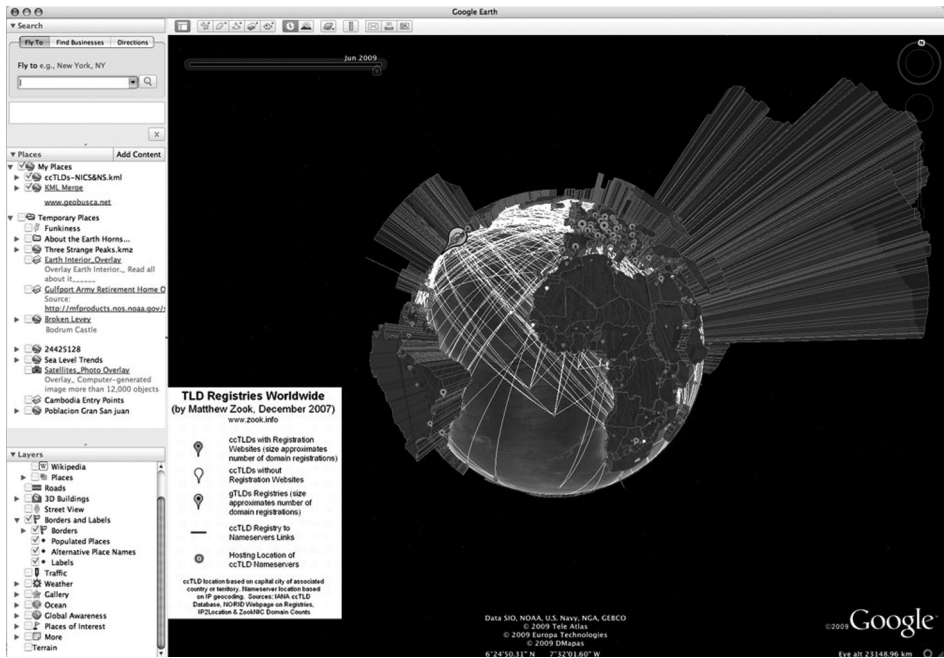 Google Earth
Search
Fly To Find Businesses Directions
Fly to e.g., New York, NY
Places Add Content
My Places
ccTLDs-NICS&NS.kml
KML Merge
www.geobusca.net
Temporary Places
Funkiness
About the Earth Horns...
Three Strange Peaks.kmz
Earth Interior_Overlay
Overlay Earth Interior._ Read all
about it______
Gulfport Army Retirement Home O
Source:
http://mfproducts.nos.noaa.gov/s
Broken Levey
Bodrum Castle
24425128
Sea Level Trends
Satellites_Photo Overlay
Overlay_ Computer-generated
image more than 12,000 objects
Cambodia Entry Points
Poblacion Gran San juan
Layers
Wikipedia
Places
Roads
3D Buildings
Street View
Borders and Labels
Borders
Populated Places
Alternative Place Names
Labels
Traffic
Weather
Gallery
Ocean
Global Awareness
Places of Interest
More
Terrain
Jun 2009
N
TLD Registries Worldwide
(by Matthew Zook, December 2007)
www.zook.info
ccTLDs with Registration
Websites (size approximates
number of domain registrations)
ccTLDs without
Registration Websites
gTLDs Registries (size
approximates number of
domain registrations)
ccTLD Registry to
Nameservers Links
Hosting Location of
ccTLD Nameservers
ccTLD location based on capital city of associated
country or territory. Nameserver location based
on IP geocoding. Sources: IANA ccTLD
Database, NORID Webpage on Registries,
IP2Location & ZookNIC Domain Counts
Data SIO, NOAA, U.S. Navy, NGA, GEBCO
© 2009 Tele Atlas
© 2009 Europa Technologies
© 2009 DMapas
6°24'50.31" N 7°32'01.60" W
©2009 Google
Eye alt 23148.96 km